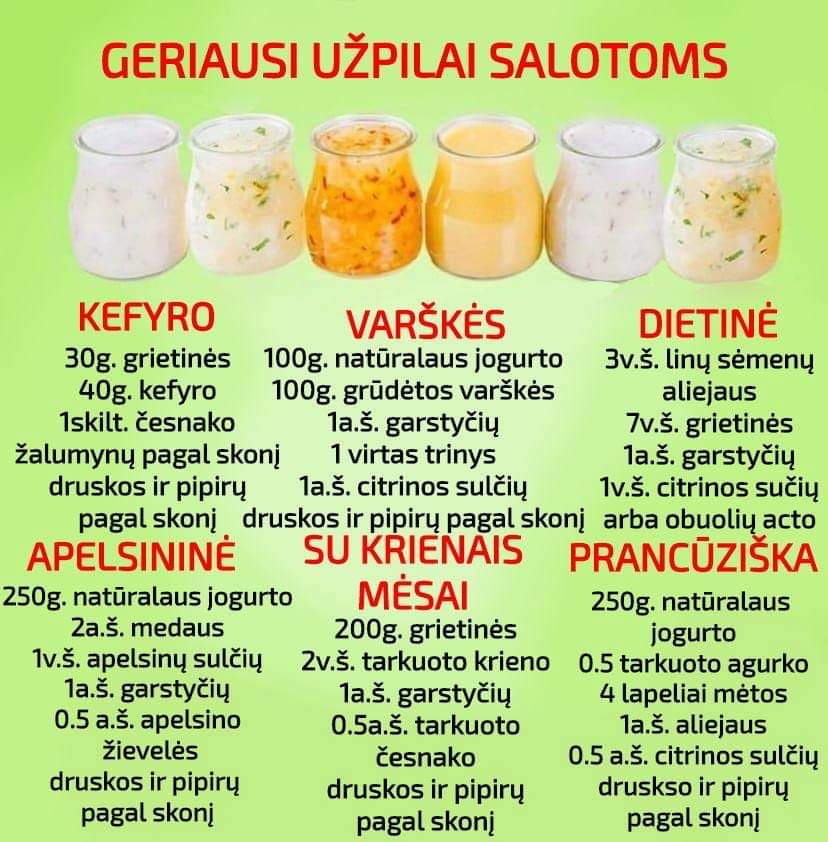 GERIAUSI UŽPILAI SALOTOMS
KEFYRO
30g. grietinės
40g. kefyro
1skilt. česnako
žalumynų pagal skonį
druskos ir pipirų
pagal skonį
VARŠKĖS
100g. natūralaus jogurto
100g. grūdėtos varškės
1a.š. garstyčių
1 virtas trinys
1a.š. citrinos sulčių
druskos ir pipirų pagal skonį
DIETINĖ
3v.š. linų sėmenų
aliejaus
7v.š. grietinės
1a.š. garstyčių
1v.š. citrinos sučių
arba obuolių acto
APELSININĖ
250g. natūralaus jogurto
2a.š. medaus
1v.š. apelsinų sulčių
1a.š. garstyčių
0.5 a.š. apelsino
žievelės
druskos ir pipirų
pagal skonį
SU KRIENAIS
MĖSAI
200g. grietinės
2v.š. tarkuoto krieno
1a.š. garstyčių
0.5a.š. tarkuoto
česnako
druskos ir pipirų
pagal skonį
PRANCŪZIŠKA
250g. natūralaus
jogurto
0.5 tarkuoto agurko
4 lapeliai mėtos
1a.š. aliejaus
0.5 a.š. citrinos sulčių
druskso ir pipirų
pagal skonį